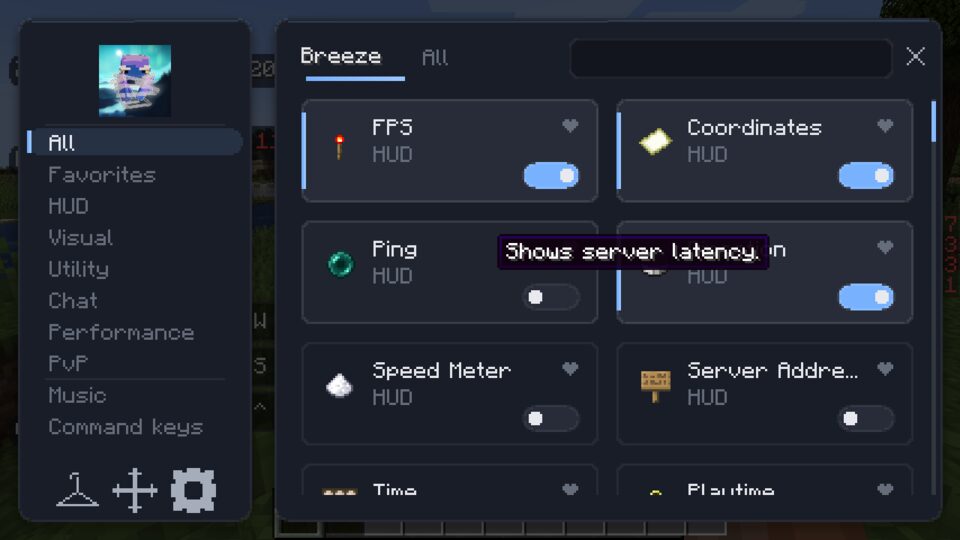 Breeze
All
All
Favorites
HUD
Visual
Utility
Chat
Performance
PvP
Music
Command keys
FPS
HUD
Coordinates
HUD
Ping
HUD
Shows server latency.
HUD
Speed Meter
HUD
Server Addre...
HUD
Time
Playtime
20
W
S